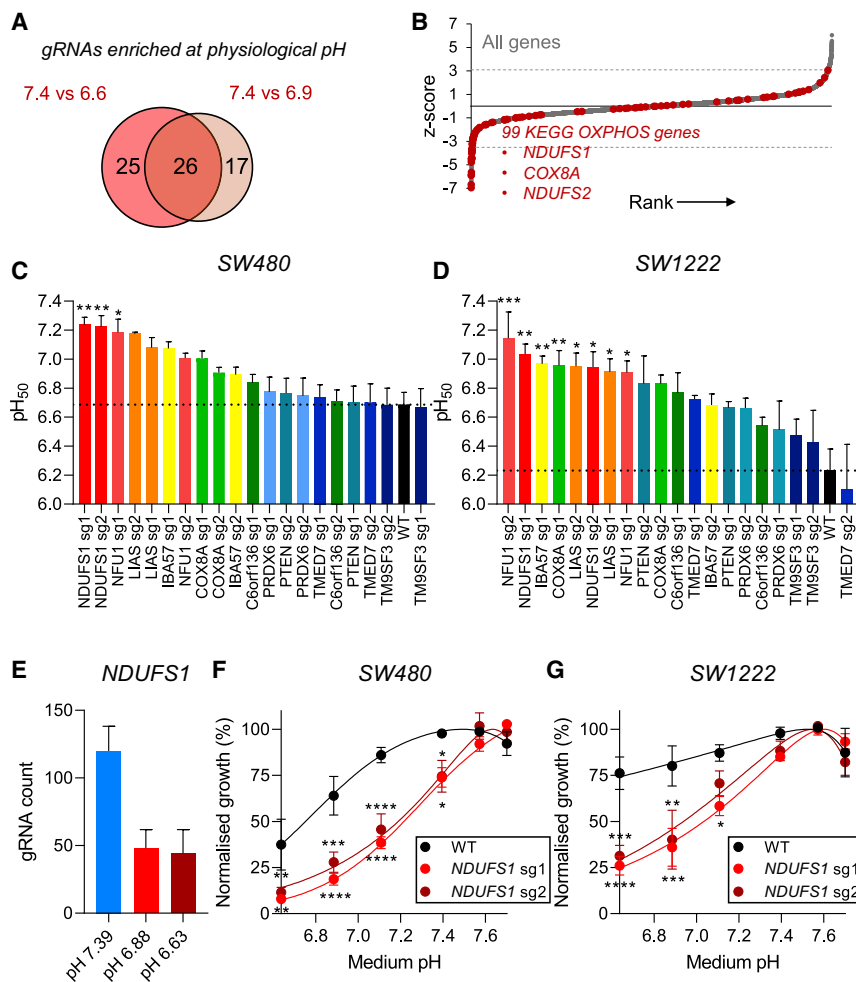 A
gRNAs enriched at physiological pH
7.4 vs 6.6
7.4 vs 6.9
25
26
17
B
7
5
3
1
-1
-3
-5
-7
z-score
All genes
99 KEGG OXPHOS genes
• NDUFS1
• COX8A
• NDUFS2
Rank
C
SW480
7.4
7.2
7.0
6.8
6.6
6.4
6.2
6.0
pH50
****
*
NDUFS1 sg1
NDUFS1 sg2
NFU1 sg1
LIAS sg2
LIAS sg1
IBA57 sg1
NFU1 sg2
COX8A sg1
COX8A sg2
IBA57 sg2
C6orf136 sg1
PRDX6 sg1
PTEN sg2
PRDX6 sg2
TMED7 sg1
C6orf136 sg2
PTEN sg1
TMED7 sg2
TM9SF3 sg2
WT
TM9SF3 sg1
D
SW1222
7.4
7.2
7.0
6.8
6.6
6.4
6.2
6.0
pH50
***
**
**
**
*
*
*
*
NFU1 sg2
NDUFS1 sg1
IBA57 sg1
COX8A sg1
LIAS sg2
NDUFS1 sg2
LIAS sg1
NFU1 sg1
PTEN sg2
COX8A sg2
C6orf136 sg1
TMED7 sg1
IBA57 sg2
PTEN sg1
PRDX6 sg2
C6orf136 sg2
PRDX6 sg1
TM9SF3 sg1
TM9SF3 sg2
WT
TMED7 sg2
E
NDUFS1
150
100
50
0
gRNA count
pH 7.39
pH 6.88
pH 6.63
F
SW480
100
75
50
25
0
Normalised growth (%)
**
**
***
****
****
****
*
*
WT
NDUFS1 sg1
NDUFS1 sg2
6.8
7.0
7.2
7.4
7.6
Medium pH
G
SW1222
100
75
50
25
0
Normalised growth (%)
***
****
**
***
*
WT
NDUFS1 sg1
NDUFS1 sg2
6.8
7.0
7.2
7.4
7.6
Medium pH